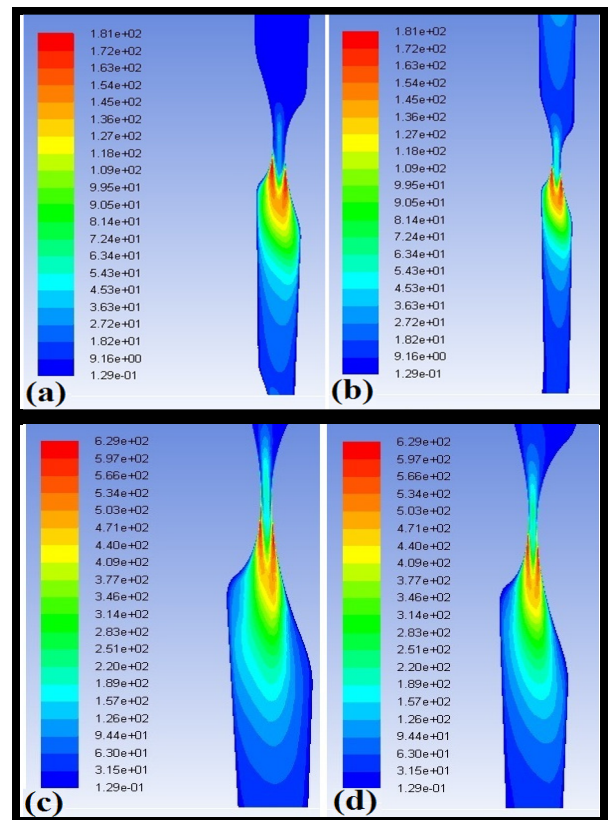 1.81e+02
1.72e+02
1.63e+02
1.54e+02
1.45e+02
1.36e+02
1.27e+02
1.18e+02
1.09e+02
9.95e+01
9.05e+01
8.14e+01
7.24e+01
6.34e+01
5.43e+01
4.53e+01
3.63e+01
2.72e+01
1.82e+01
9.16e+00
1.29e-01
(a)
1.81e+02
1.72e+02
1.63e+02
1.54e+02
1.45e+02
1.36e+02
1.27e+02
1.18e+02
1.09e+02
9.95e+01
9.05e+01
8.14e+01
7.24e+01
6.34e+01
5.43e+01
4.53e+01
3.63e+01
2.72e+01
1.82e+01
9.16e+00
1.29e-01
(b)
6.29e+02
5.97e+02
5.66e+02
5.34e+02
5.03e+02
4.71e+02
4.40e+02
4.09e+02
3.77e+02
3.46e+02
3.14e+02
2.83e+02
2.51e+02
2.20e+02
1.89e+02
1.57e+02
1.26e+02
9.44e+01
6.30e+01
3.15e+01
1.29e-01
(c)
6.29e+02
5.97e+02
5.66e+02
5.34e+02
5.03e+02
4.71e+02
4.40e+02
4.09e+02
3.77e+02
3.46e+02
3.14e+02
2.83e+02
2.51e+02
2.20e+02
1.89e+02
1.57e+02
1.26e+02
9.44e+01
6.30e+01
3.15e+01
1.29e-01
(d)